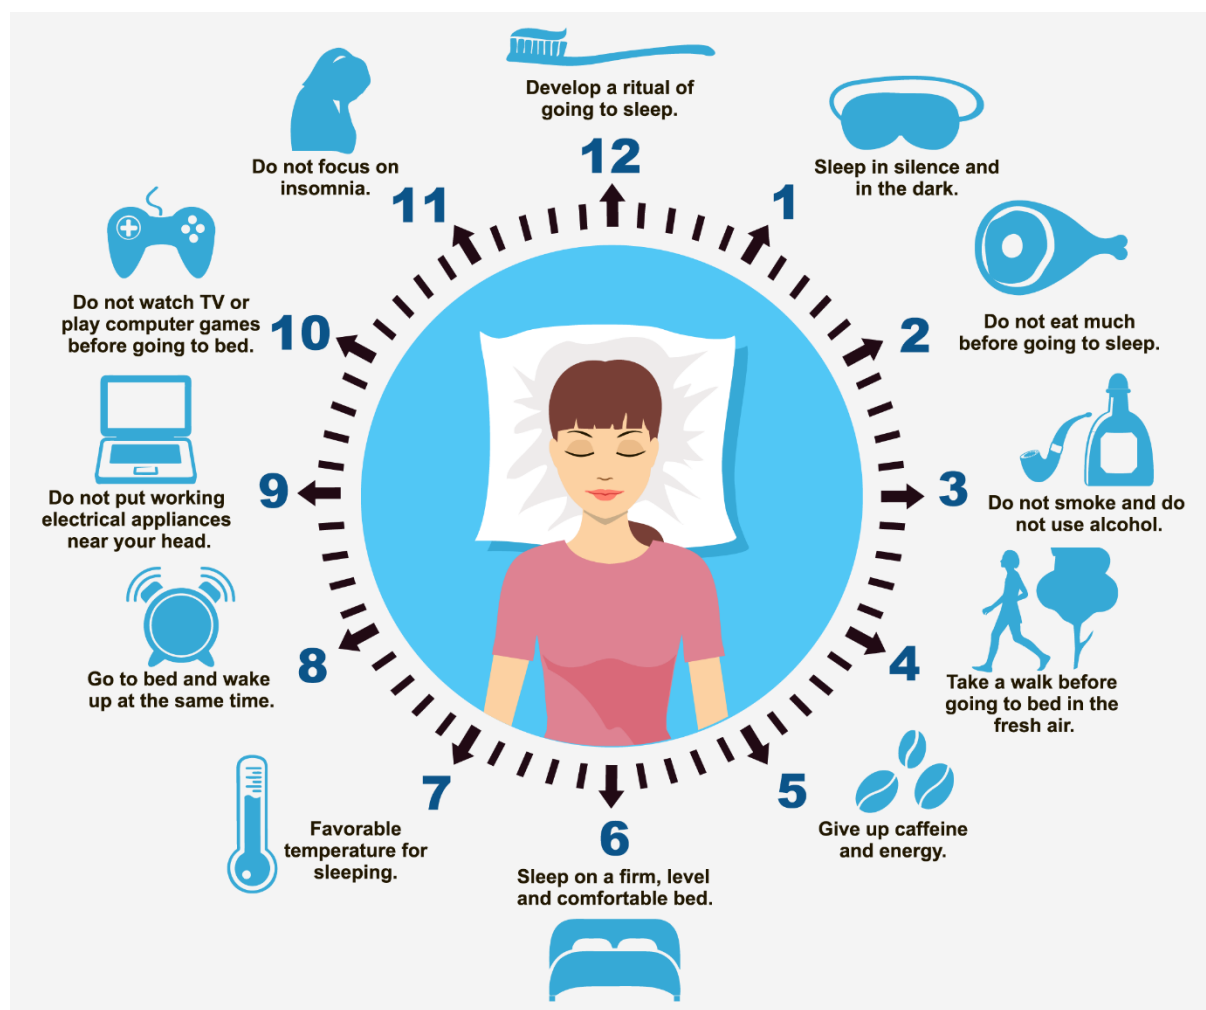 12
Develop a ritual of
going to sleep.
1
Sleep in silence and
in the dark.
2
Do not eat much
before going to sleep.
3
Do not smoke and do
not use alcohol.
4
Take a walk before
going to bed in the
fresh air.
5
Give up caffeine
and energy.
6
Sleep on a firm, level
and comfortable bed.
7
Favorable
temperature for
sleeping.
8
Go to bed and wake
up at the same time.
9
Do not put working
electrical appliances
near your head.
10
Do not watch TV or
play computer games
before going to bed.
11
Do not focus on
insomnia.